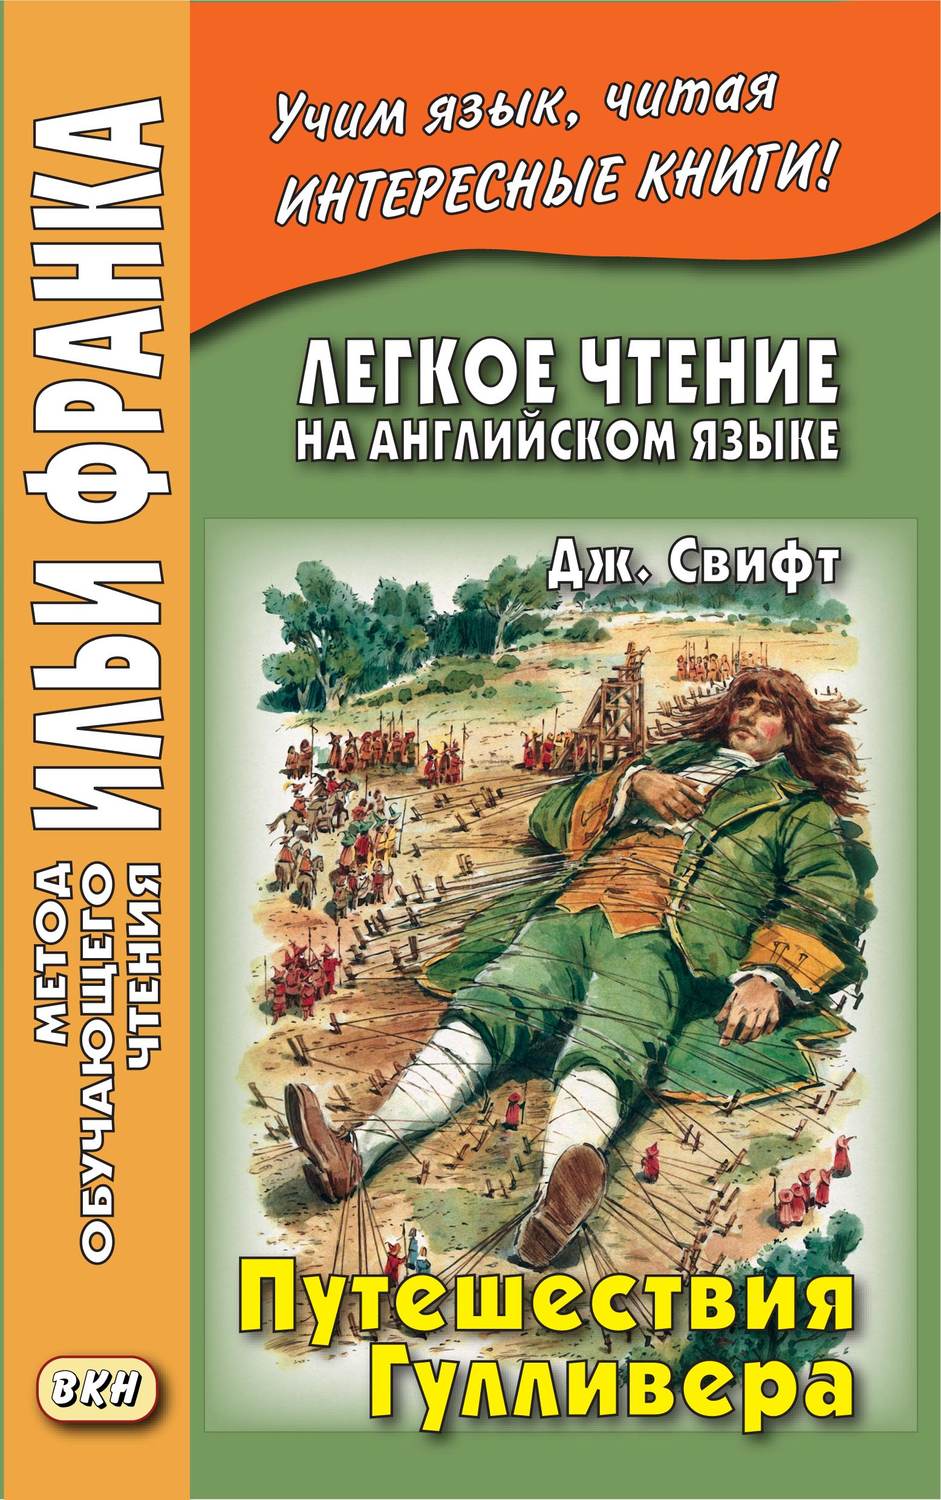 Учим язык, читая
ИНТЕРЕСНЫЕ КНИГИ!
ЛЕГКОЕ ЧТЕНИЕ
НА АНГЛИЙСКОМ ЯЗЫКЕ
Дж. Свифт
Путешествия
Гулливера
МЕТОД
ОБУЧАЮЩЕГО
ЧТЕНИЯ
ИЛЬИ ФРАНКА
ВКН